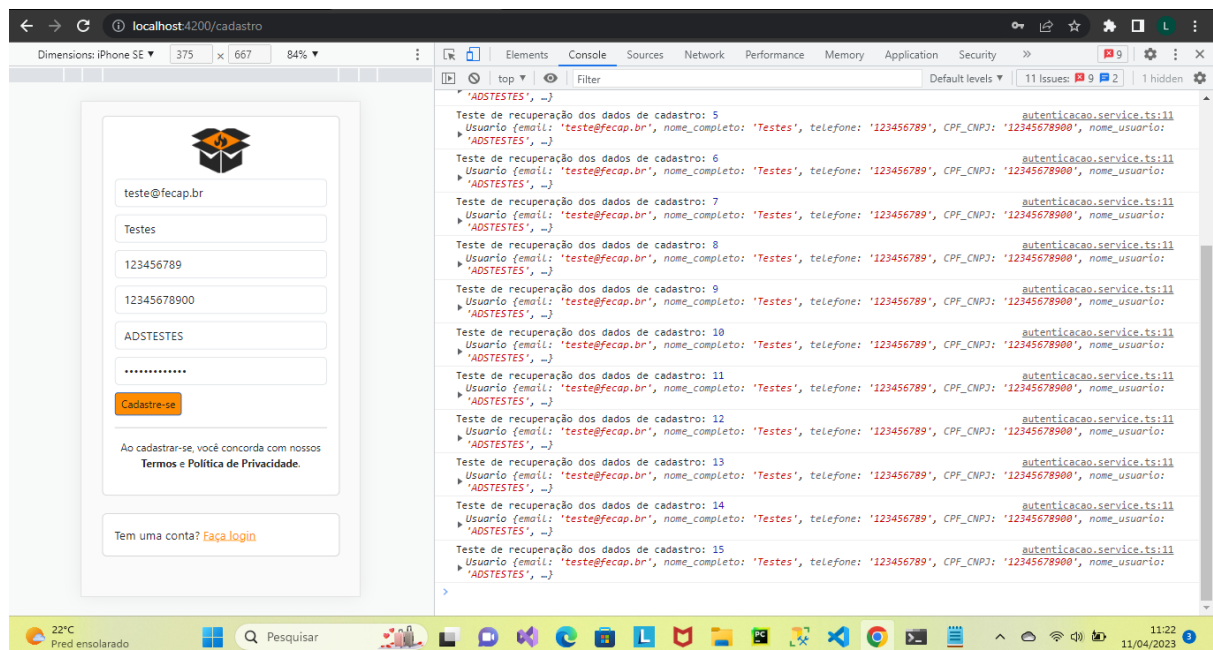 localhost:4200/cadastro
L
Dimensions: iPhone SE ▼ 375 × 667 84% ▼
Elements Console Sources Network Performance Memory Application Security » 9
top ▼ Filter Default levels ▼ 11 Issues: 9 2 1 hidden
'ADSTESTES', …}
Teste de recuperação dos dados de cadastro: 5 autenticacao.service.ts:11
Usuario {email: 'teste@fecap.br', nome_completo: 'Testes', telefone: '123456789', CPF_CNPJ: '12345678900', nome_usuario:
'ADSTESTES', …}
Teste de recuperação dos dados de cadastro: 6 autenticacao.service.ts:11
Usuario {email: 'teste@fecap.br', nome_completo: 'Testes', telefone: '123456789', CPF_CNPJ: '12345678900', nome_usuario:
'ADSTESTES', …}
Teste de recuperação dos dados de cadastro: 7 autenticacao.service.ts:11
Usuario {email: 'teste@fecap.br', nome_completo: 'Testes', telefone: '123456789', CPF_CNPJ: '12345678900', nome_usuario:
'ADSTESTES', …}
Teste de recuperação dos dados de cadastro: 8 autenticacao.service.ts:11
Usuario {email: 'teste@fecap.br', nome_completo: 'Testes', telefone: '123456789', CPF_CNPJ: '12345678900', nome_usuario:
'ADSTESTES', …}
Teste de recuperação dos dados de cadastro: 9 autenticacao.service.ts:11
Usuario {email: 'teste@fecap.br', nome_completo: 'Testes', telefone: '123456789', CPF_CNPJ: '12345678900', nome_usuario:
'ADSTESTES', …}
Teste de recuperação dos dados de cadastro: 10 autenticacao.service.ts:11
Usuario {email: 'teste@fecap.br', nome_completo: 'Testes', telefone: '123456789', CPF_CNPJ: '12345678900', nome_usuario:
'ADSTESTES', …}
Teste de recuperação dos dados de cadastro: 11 autenticacao.service.ts:11
Usuario {email: 'teste@fecap.br', nome_completo: 'Testes', telefone: '123456789', CPF_CNPJ: '12345678900', nome_usuario:
'ADSTESTES', …}
Teste de recuperação dos dados de cadastro: 12 autenticacao.service.ts:11
Usuario {email: 'teste@fecap.br', nome_completo: 'Testes', telefone: '123456789', CPF_CNPJ: '12345678900', nome_usuario:
'ADSTESTES', …}
Teste de recuperação dos dados de cadastro: 13 autenticacao.service.ts:11
Usuario {email: 'teste@fecap.br', nome_completo: 'Testes', telefone: '123456789', CPF_CNPJ: '12345678900', nome_usuario:
'ADSTESTES', …}
Teste de recuperação dos dados de cadastro: 14 autenticacao.service.ts:11
Usuario {email: 'teste@fecap.br', nome_completo: 'Testes', telefone: '123456789', CPF_CNPJ: '12345678900', nome_usuario:
'ADSTESTES', …}
Teste de recuperação dos dados de cadastro: 15 autenticacao.service.ts:11
Usuario {email: 'teste@fecap.br', nome_completo: 'Testes', telefone: '123456789', CPF_CNPJ: '12345678900', nome_usuario:
'ADSTESTES', …}
teste@fecap.br
Testes
123456789
12345678900
ADSTESTES
•••••••••••••
Cadastre-se
Ao cadastrar-se, você concorda com nossos
Termos e Política de Privacidade.
Tem uma conta? Faça login
22°C
Pred ensolarado
Pesquisar
L
PC
11:22
11/04/2023
3